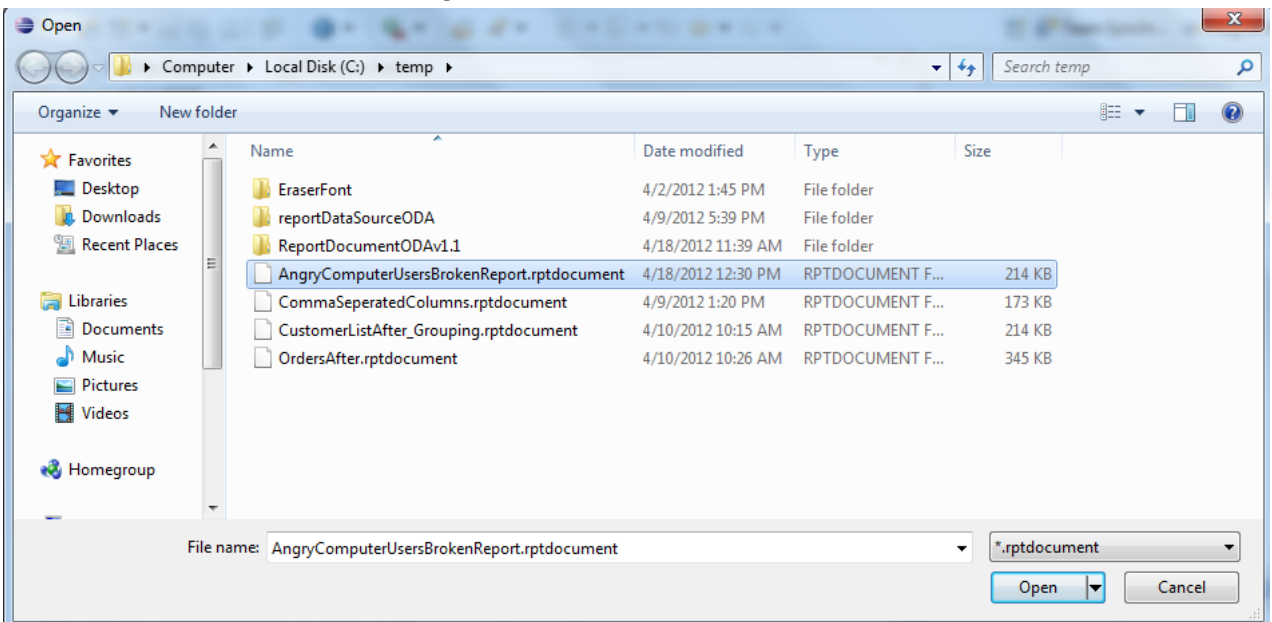 Open
Computer Local Disk (C:) temp Search temp
Organize New folder
Name Date modified Type Size
Favorites
Desktop EraserFont 4/2/2012 1:45 PM File folder
Downloads reportDataSourceODA 4/9/2012 5:39 PM File folder
Recent Places ReportDocumentODAv1.1 4/18/2012 11:39 AM File folder
AngryComputerUsersBrokenReport.rptdocument 4/18/2012 12:30 PM RPTDOCUMENT F... 214 KB
Libraries CommaSeperatedColumns.rptdocument 4/9/2012 1:20 PM RPTDOCUMENT F... 173 KB
Documents CustomerListAfter_Grouping.rptdocument 4/10/2012 10:15 AM RPTDOCUMENT F... 214 KB
Music OrdersAfter.rptdocument 4/10/2012 10:26 AM RPTDOCUMENT F... 345 KB
Pictures
Videos
Homegroup
File name: AngryComputerUsersBrokenReport.rptdocument *.rptdocument
Open Cancel